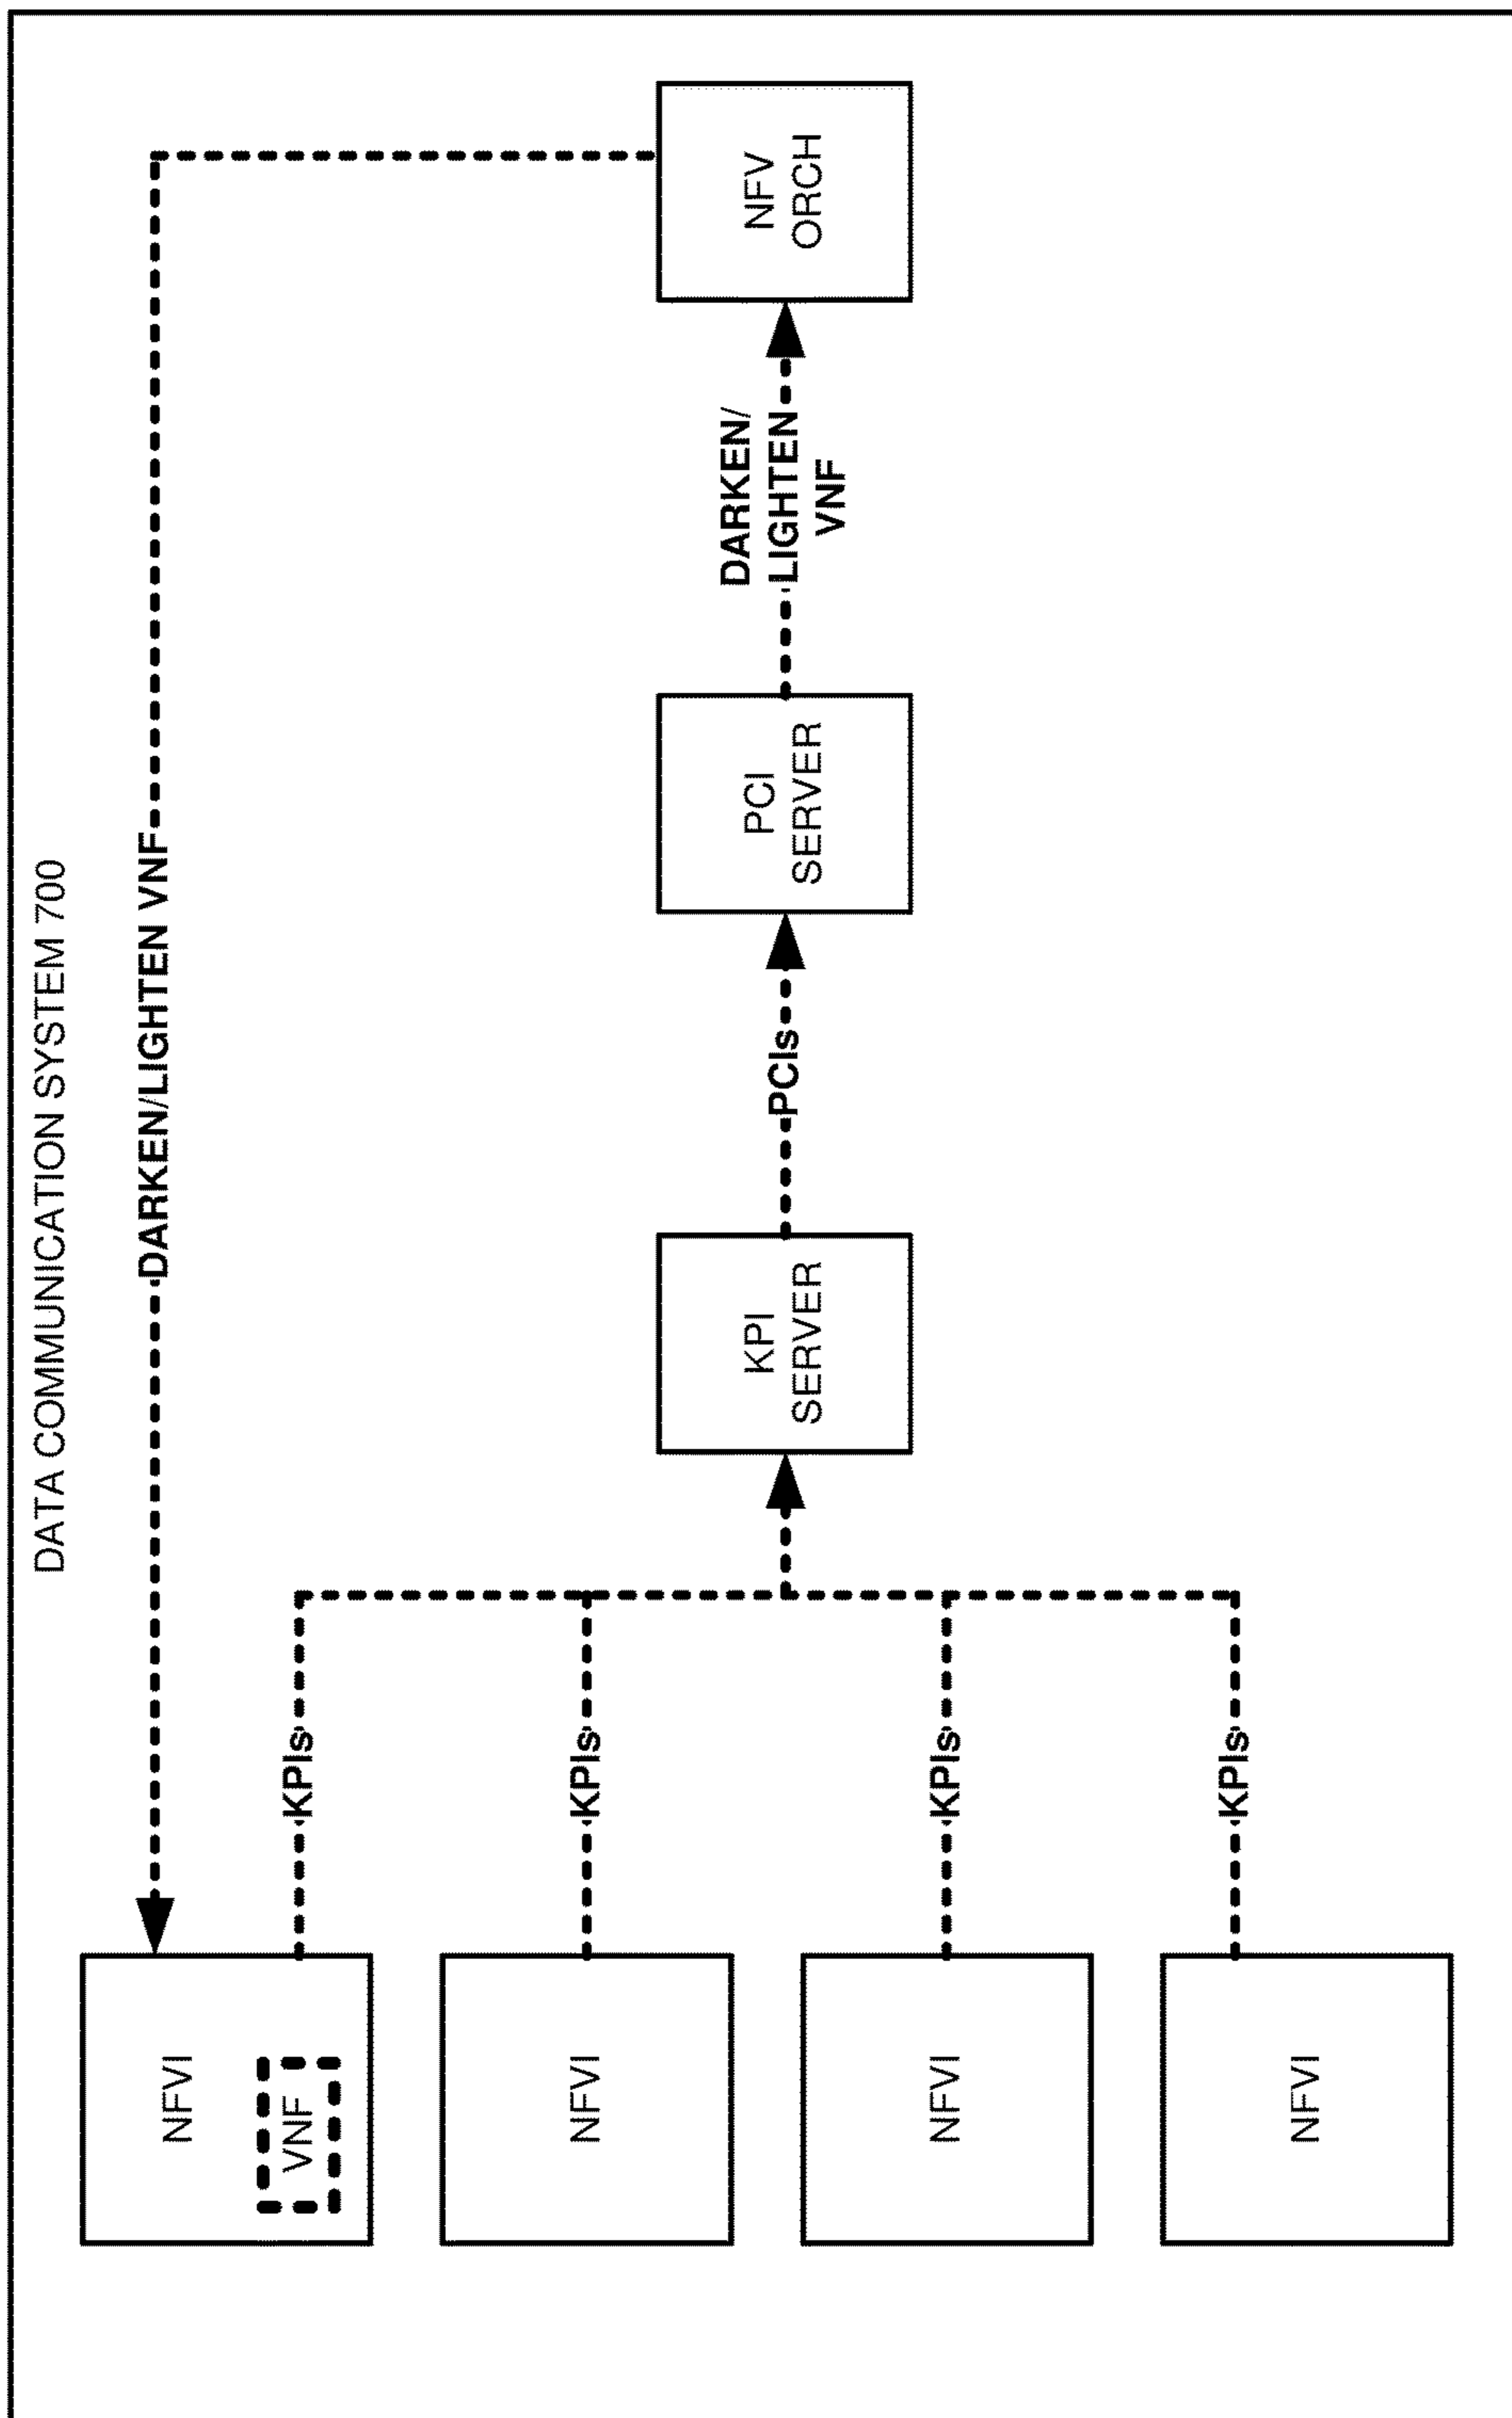 DATA COMMUNICATION SYSTEM 700
DARKEN/LIGHTEN VNF
NFVI
VNF
KPIs
NFVI
KPIs
KPI
SERVER
PCIs
PCI
SERVER
DARKEN/
LIGHTEN
VNF
NFV
ORCH
NFVI
KPIs
NFVI
KPIs